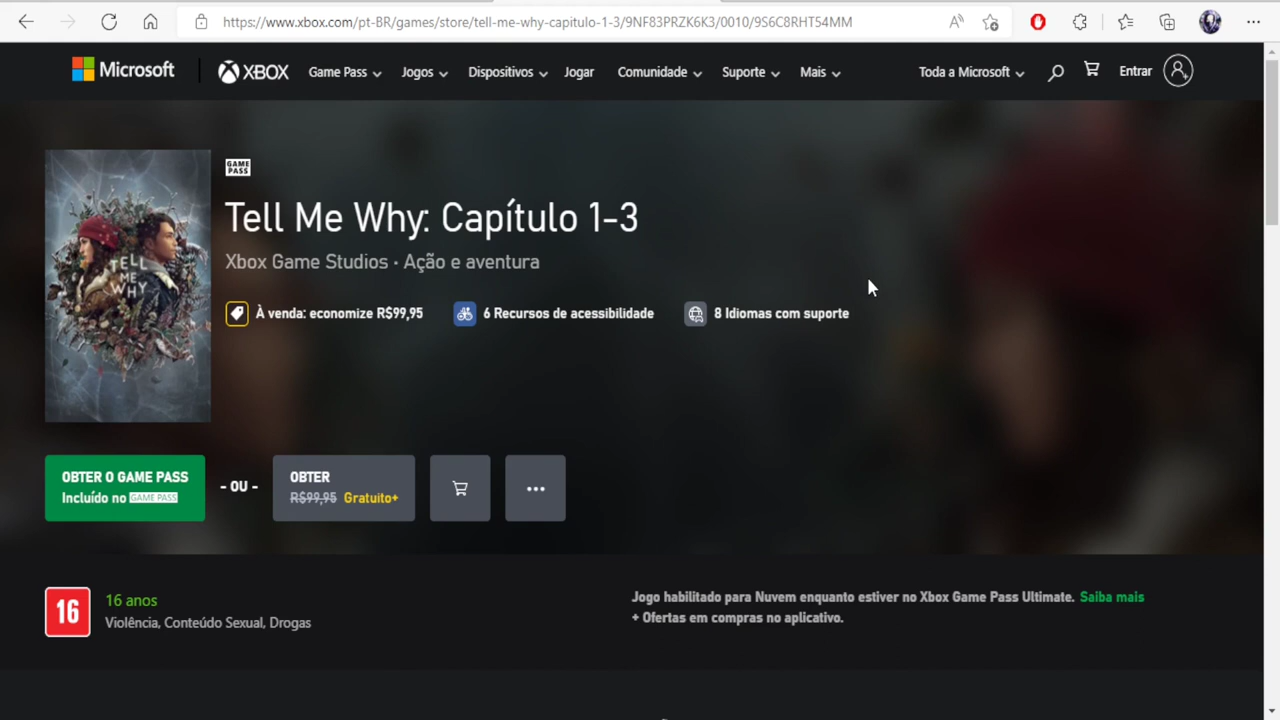 https://www.xbox.com/pt-BR/games/store/tell-me-why-capitulo-1-3/9NF83PRZK6K3/0010/9S6C8RHT54MM
Microsoft XBOX Game Pass Jogos Dispositivos Jogar Comunidade Suporte Mais Toda a Microsoft Entrar
GAME PASS
Tell Me Why: Capítulo 1-3
Xbox Game Studios · Ação e aventura
À venda: economize R$99,95 6 Recursos de acessibilidade 8 Idiomas com suporte
TELL
ME
WHY
OBTER O GAME PASS
Incluído no GAME PASS
- OU -
OBTER
R$99,95 Gratuito+
16
16 anos
Violência, Conteúdo Sexual, Drogas
Jogo habilitado para Nuvem enquanto estiver no Xbox Game Pass Ultimate. Saiba mais
+ Ofertas em compras no aplicativo.